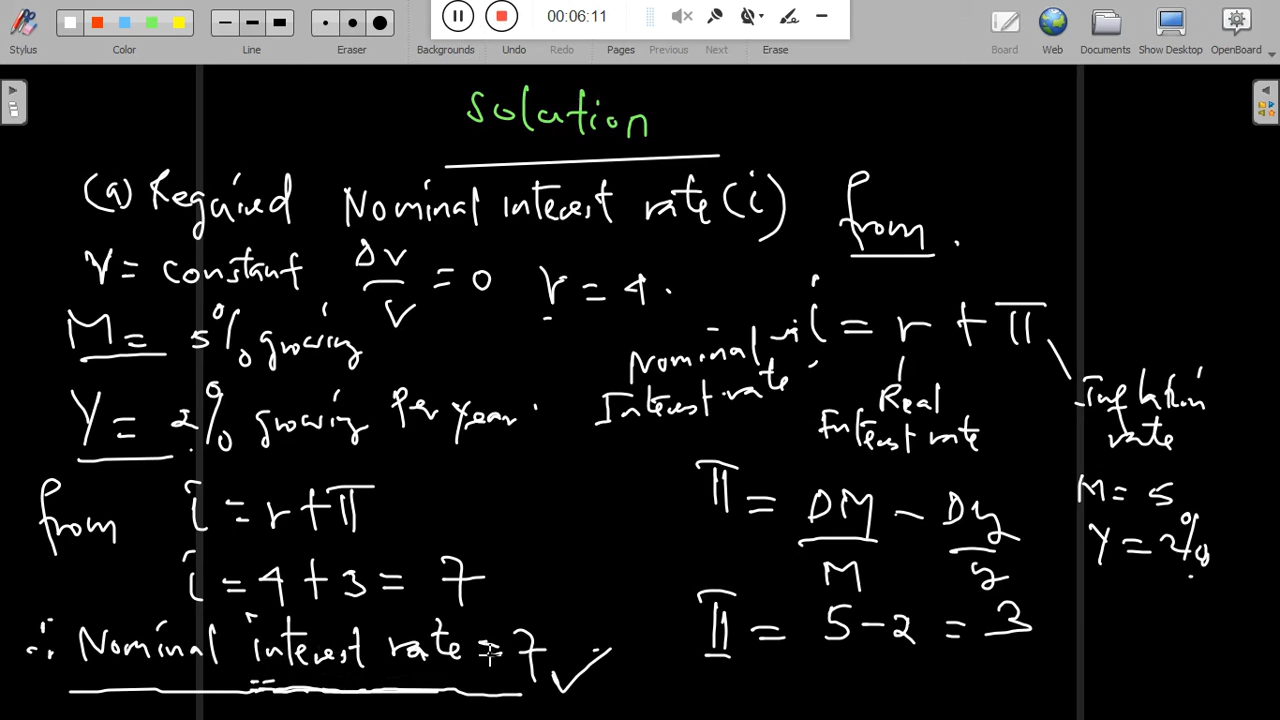 00:06:11
Stylus Color Line Eraser Backgrounds Undo Redo Pages Previous Next Erase Board Web Documents Show Desktop OpenBoard
Solution
(a) Required Nominal interest rate (i) from.
V = constant ΔV/V = 0 r = 4.
M = 5% growing
Y = 2% growing per year.
i = r + π
Nominal Interest rate
Real Interest rate
Inflation rate
from i = r + π
i = 4 + 3 = 7
∴ Nominal interest rate = 7 ✓
π = DM/M − Dy/y
M = 5
Y = 2%
π = 5 − 2 = 3